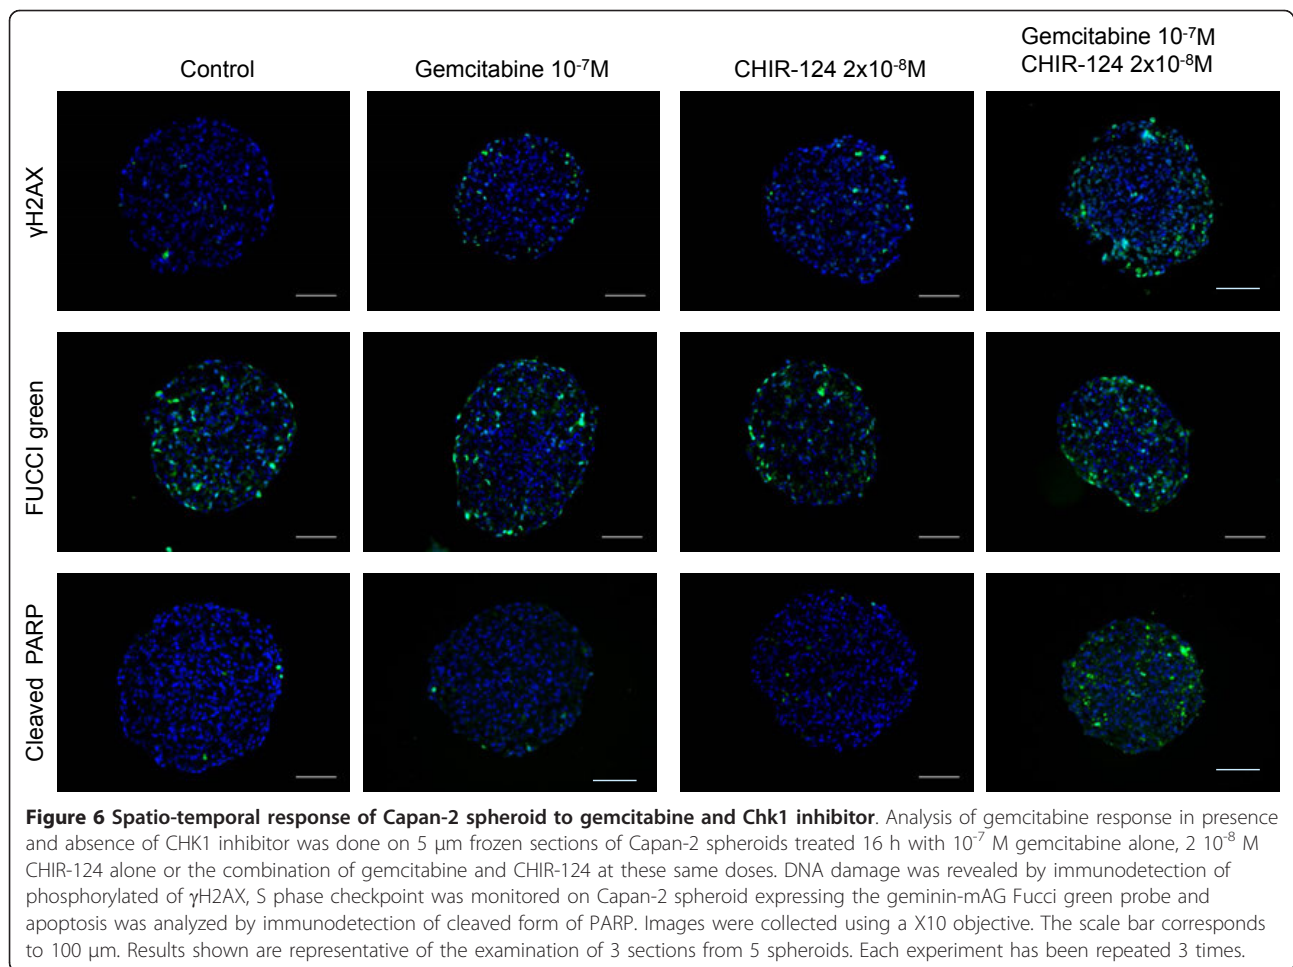 Control
Gemcitabine 10⁻⁷M
CHIR-124 2x10⁻⁸M
Gemcitabine 10⁻⁷M
CHIR-124 2x10⁻⁸M
γH2AX
FUCCI green
Cleaved PARP
Figure 6 Spatio-temporal response of Capan-2 spheroid to gemcitabine and Chk1 inhibitor. Analysis of gemcitabine response in presence
and absence of CHK1 inhibitor was done on 5 μm frozen sections of Capan-2 spheroids treated 16 h with 10⁻⁷ M gemcitabine alone, 2 10⁻⁸ M
CHIR-124 alone or the combination of gemcitabine and CHIR-124 at these same doses. DNA damage was revealed by immunodetection of
phosphorylated of γH2AX, S phase checkpoint was monitored on Capan-2 spheroid expressing the geminin-mAG Fucci green probe and
apoptosis was analyzed by immunodetection of cleaved form of PARP. Images were collected using a X10 objective. The scale bar corresponds
to 100 μm. Results shown are representative of the examination of 3 sections from 5 spheroids. Each experiment has been repeated 3 times.